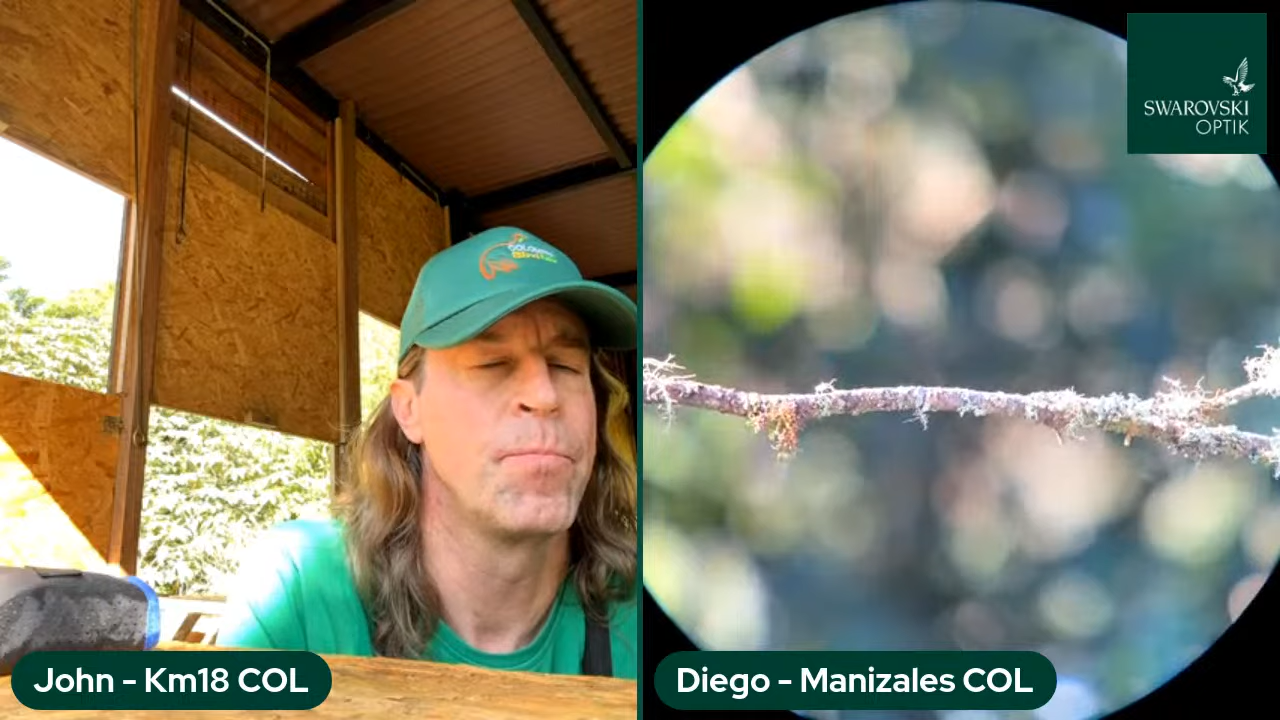 John - Km18 COL
SWAROVSKI
OPTIK
Diego - Manizales COL